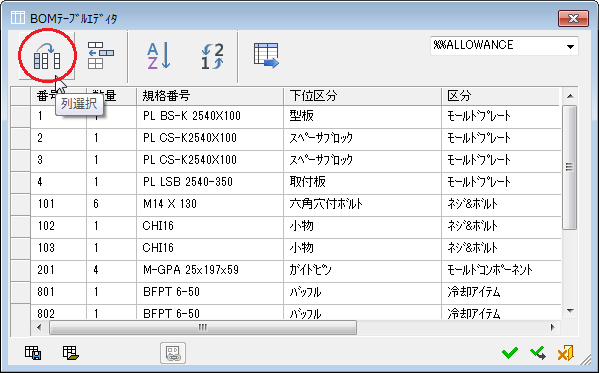 BOMﾃｰﾌﾞﾙｴﾃﾞｨﾀ
%%ALLOWANCE
A
Z
2
1
番号 数量 規格番号 下位区分 区分
列選択
1 1 PL BS-K 2540X100 型板 ﾓｰﾙﾄﾞﾌﾟﾚｰﾄ
2 1 PL CS-K2540X100 ｽﾍﾟｰｻﾌﾞﾛｯｸ ﾓｰﾙﾄﾞﾌﾟﾚｰﾄ
3 1 PL CS-K2540X100 ｽﾍﾟｰｻﾌﾞﾛｯｸ ﾓｰﾙﾄﾞﾌﾟﾚｰﾄ
4 1 PL LSB 2540-350 取付板 ﾓｰﾙﾄﾞﾌﾟﾚｰﾄ
101 6 M14 X 130 六角穴付ﾎﾞﾙﾄ ﾈｼﾞ&ﾎﾞﾙﾄ
102 1 CHI16 小物 ﾈｼﾞ&ﾎﾞﾙﾄ
103 1 CHI16 小物 ﾈｼﾞ&ﾎﾞﾙﾄ
201 4 M-GPA 25x197x59 ｶﾞｲﾄﾞﾋﾟﾝ ﾓｰﾙﾄﾞｺﾝﾎﾟｰﾈﾝﾄ
801 1 BFPT 6-50 ﾊﾞｯﾌﾙ 冷却ｱｲﾃﾑ
802 1 BFPT 6-50 ﾊﾞｯﾌﾙ 冷却ｱｲﾃﾑ